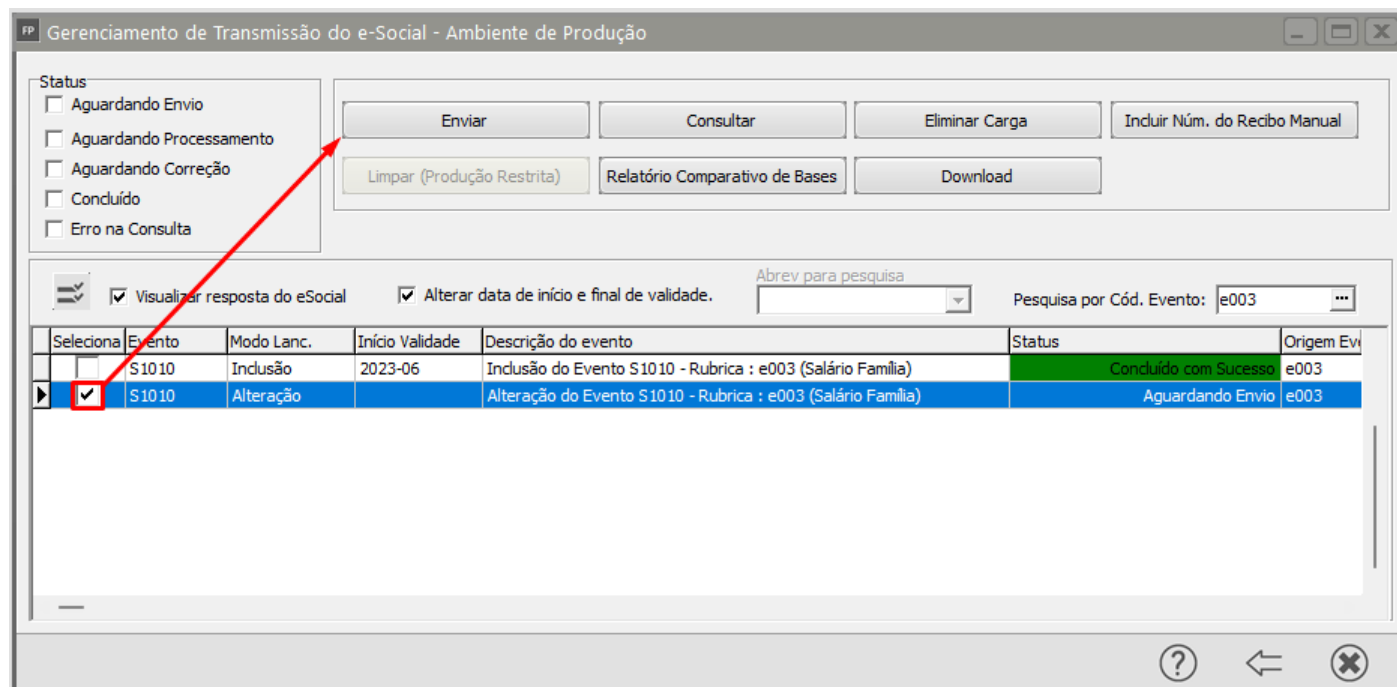 FP Gerenciamento de Transmissão do e-Social - Ambiente de Produção
Status
Aguardando Envio
Aguardando Processamento
Aguardando Correção
Concluído
Erro na Consulta
Enviar Consultar Eliminar Carga Incluir Núm. do Recibo Manual
Limpar (Produção Restrita) Relatório Comparativo de Bases Download
Abrev para pesquisa
Visualizar resposta do eSocial Alterar data de início e final de validade. Pesquisa por Cód. Evento: e003 ...
Seleciona Evento Modo Lanc. Início Validade Descrição do evento Status Origem Ev
S1010 Inclusão 2023-06 Inclusão do Evento S1010 - Rubrica : e003 (Salário Família) Concluído com Sucesso e003
S1010 Alteração Alteração do Evento S1010 - Rubrica : e003 (Salário Família) Aguardando Envio e003
?